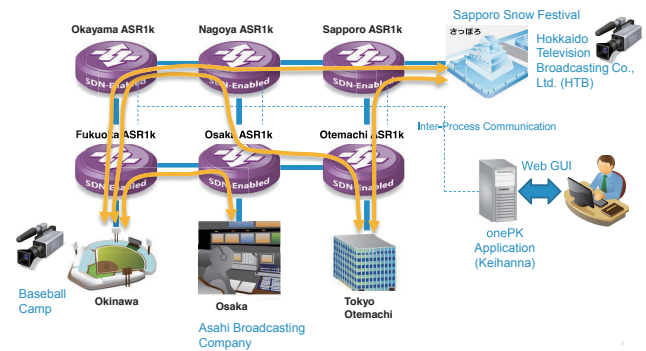 Sapporo Snow Festival
Okayama ASR1k
Nagoya ASR1k
Sapporo ASR1k
さっぽろ
Hokkaido
Television
Broadcasting Co.,
Ltd. (HTB)
SDN-Enabled
SDN-Enabled
SDN-Enabled
Inter-Process Communication
Fukuoka ASR1k
Osaka ASR1k
Otemachi ASR1k
Web GUI
SDN-Enabled
SDN-Enabled
SDN-Enabled
onePK
Application
(Keihanna)
Baseball
Camp
Okinawa
Osaka
Tokyo
Otemachi
Asahi Broadcasting
Company
3